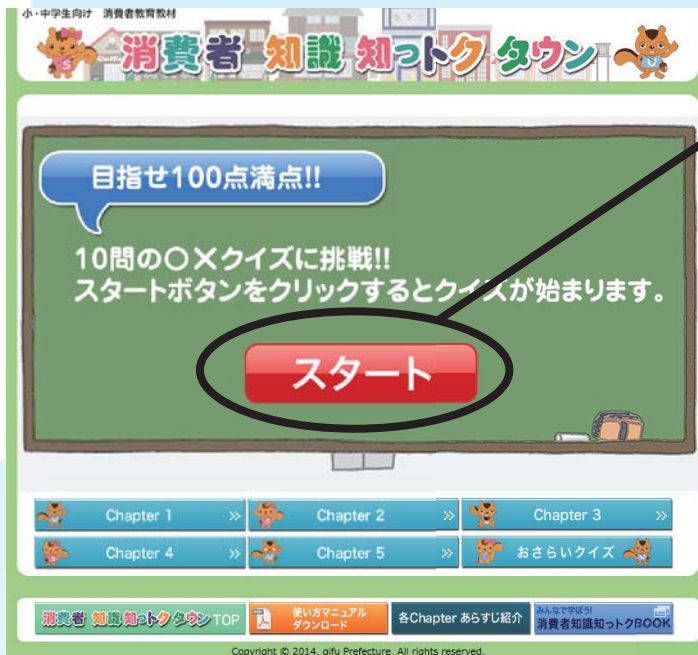 小・中学生向け 消費者教育教材
消費者 知識 知っトク タウン
目指せ100点満点!!
10問の○×クイズに挑戦!!
スタートボタンをクリックするとクイズが始まります。
スタート
Chapter 1 »
Chapter 2 »
Chapter 3 »
Chapter 4 »
Chapter 5 »
おさらいクイズ
消費者 知識 知っトク タウン TOP
使い方マニュアル
ダウンロード
各Chapter あらすじ紹介
みんなで学ぼう!
消費者知識知っトクBOOK
Copyright © 2014, gifu Prefecture. All rights reserved.